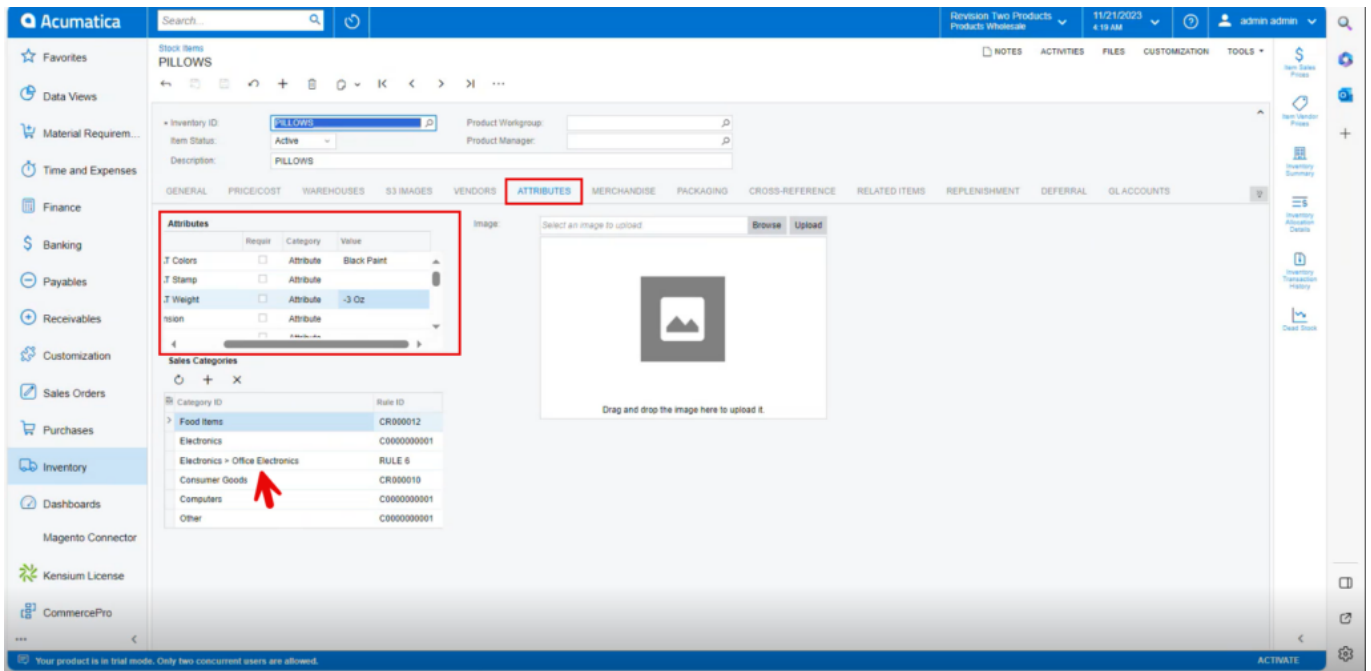 Acumatica
Search...
Revision Two Products
Products Wholesale
11/21/2023
4:19 AM
admin admin
Favorites
Data Views
Material Requirem...
Time and Expenses
Finance
Banking
Payables
Receivables
Customization
Sales Orders
Purchases
Inventory
Dashboards
Magento Connector
Kensium License
CommercePro
Stock Items
PILLOWS
NOTES ACTIVITIES FILES CUSTOMIZATION TOOLS
Inventory ID: PILLOWS Product Workgroup:
Item Status: Active Product Manager:
Description: PILLOWS
GENERAL PRICE/COST WAREHOUSES S3 IMAGES VENDORS ATTRIBUTES MERCHANDISE PACKAGING CROSS-REFERENCE RELATED ITEMS REPLENISHMENT DEFERRAL GL ACCOUNTS
Attributes
Requir Category Value
.T Colors Attribute Black Paint
.T Stamp Attribute
.T Weight Attribute -3 Oz
nsion Attribute
Image: Select an image to upload. Browse Upload
Drag and drop the image here to upload it.
Sales Categories
Category ID Rule ID
Food Items CR000012
Electronics C0000000001
Electronics > Office Electronics RULE 6
Consumer Goods CR000010
Computers C0000000001
Other C0000000001
Item Sales
Prices
Item Vendor
Prices
Inventory
Summary
Inventory
Allocation
Details
Inventory
Transaction
History
Dead Stock
Your product is in trial mode. Only two concurrent users are allowed.
ACTIVATE